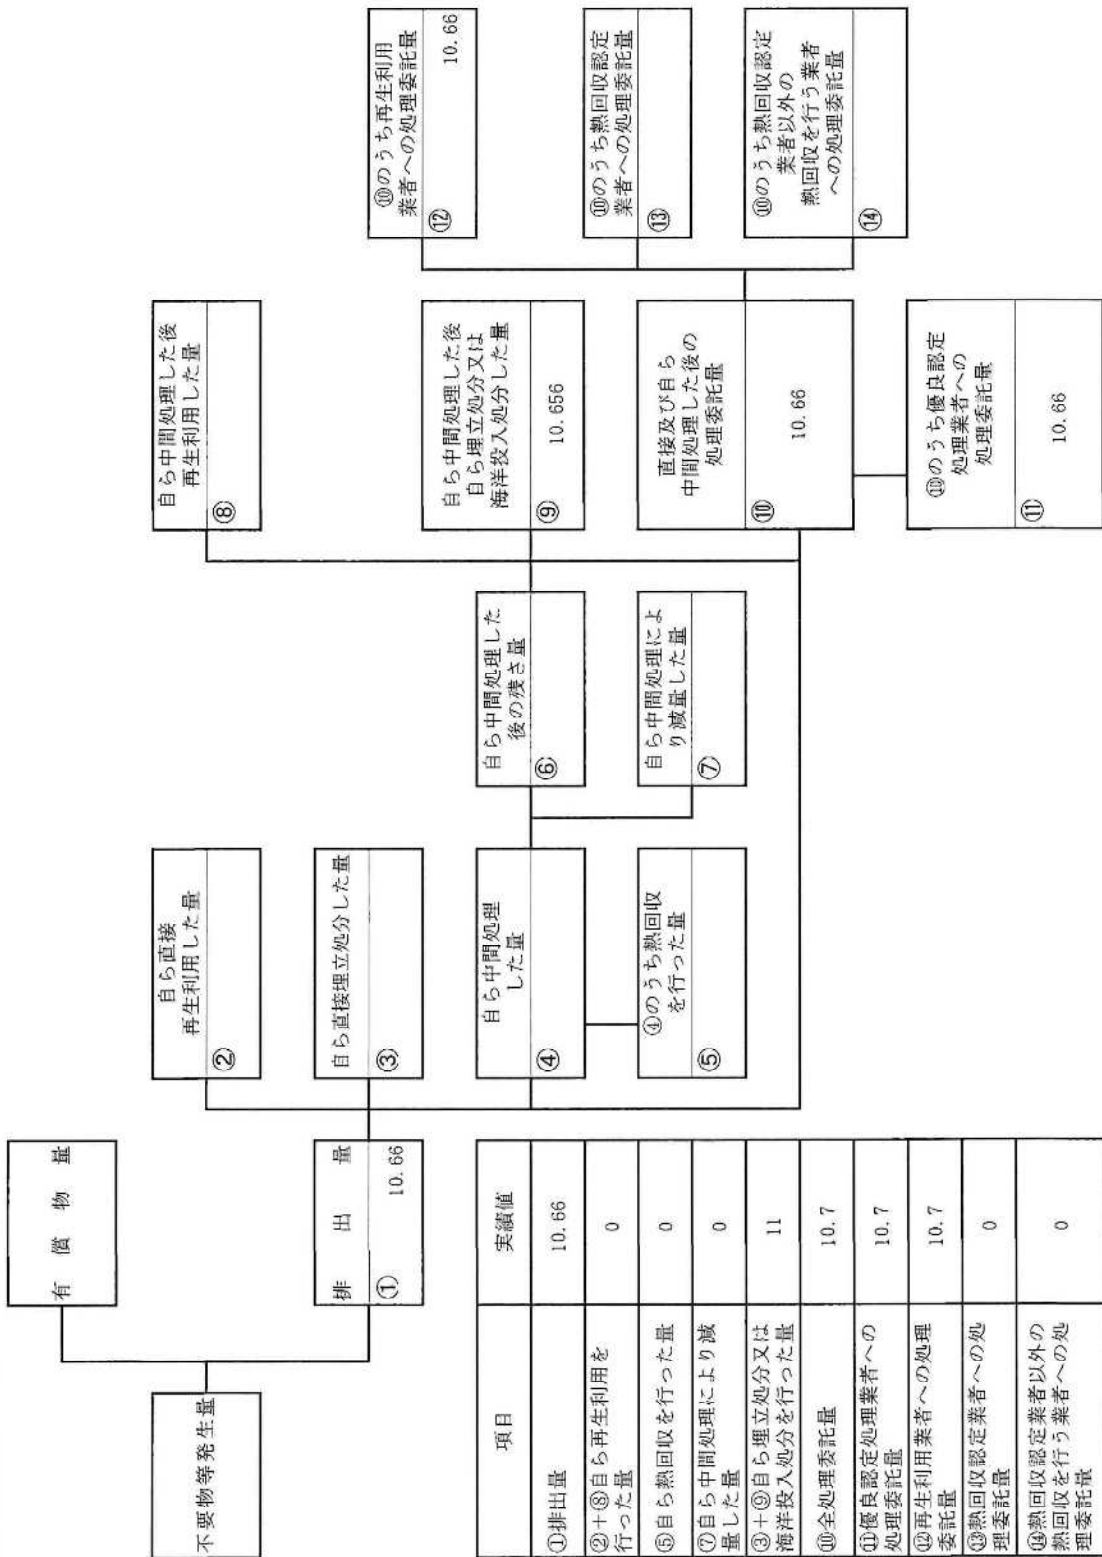 不要物等発生量
有償物量
排出量
① 10.66
自ら直接
再生利用した量
②
自ら直接埋立処分した量
③
自ら中間処理
した量
④
④のうち熱回収
を行った量
⑤
自ら中間処理した
後の残さ量
⑥
自ら中間処理によ
り減量した量
⑦
自ら中間処理した後
再生利用した量
⑧
自ら中間処理した後
自ら埋立処分又は
海洋投入処分した量
⑨ 10.656
直接及び自ら
中間処理した後の
処理委託量
⑩ 10.66
⑩のうち優良認定
処理業者への
処理委託量
⑪ 10.66
⑩のうち再生利用
業者への処理委託量
⑫ 10.66
⑩のうち熱回収認定
業者への処理委託量
⑬
⑩のうち熱回収認定
業者以外の
熱回収を行う業者
への処理委託量
⑭
項目 実績値
①排出量 10.66
②+⑧自ら再生利用を
行った量 0
⑤自ら熱回収を行った量 0
⑦自ら中間処理により減
量した量 0
③+⑨自ら埋立処分又は
海洋投入処分を行った量 11
⑩全処理委託量 10.7
⑪優良認定処理業者への
処理委託量 10.7
⑫再生利用業者への処理
委託量 10.7
⑬熱回収認定業者への処
理委託量 0
⑭熱回収認定業者以外の
熱回収を行う業者への処
理委託量 0